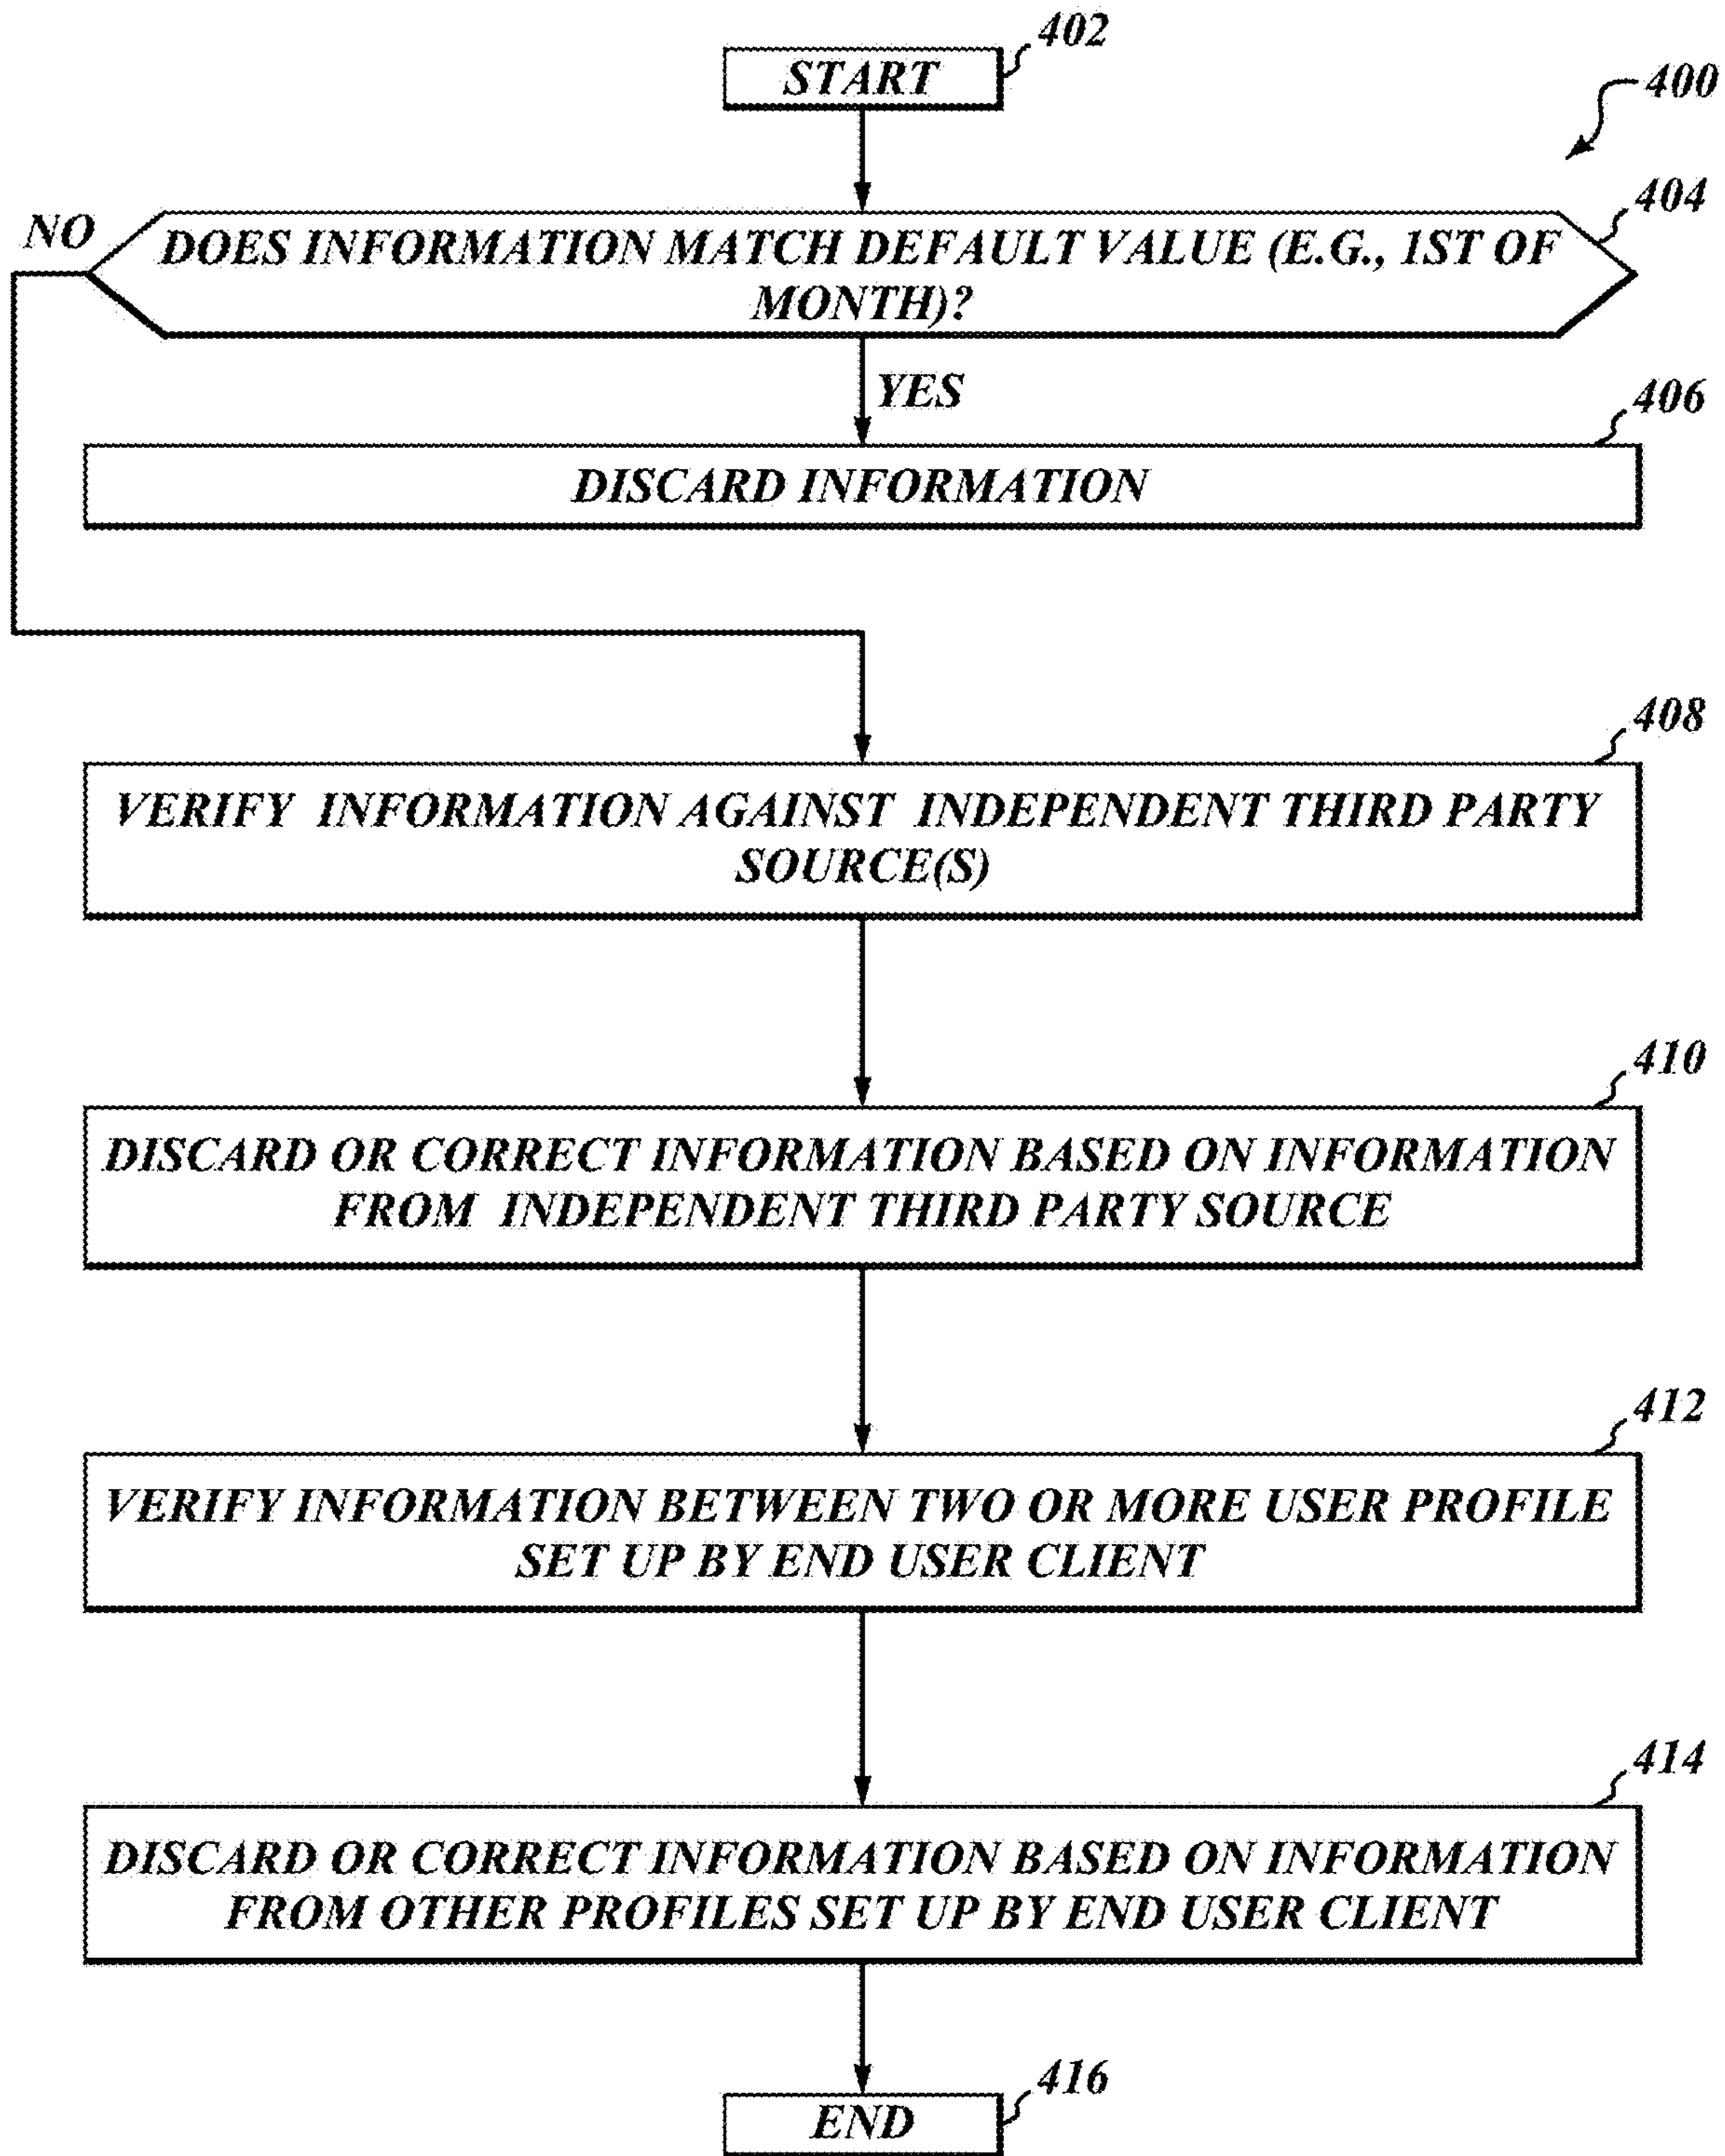 402
START
400
404
NO
DOES INFORMATION MATCH DEFAULT VALUE (E.G., 1ST OF
MONTH)?
YES
406
DISCARD INFORMATION
408
VERIFY INFORMATION AGAINST INDEPENDENT THIRD PARTY
SOURCE(S)
410
DISCARD OR CORRECT INFORMATION BASED ON INFORMATION
FROM INDEPENDENT THIRD PARTY SOURCE
412
VERIFY INFORMATION BETWEEN TWO OR MORE USER PROFILE
SET UP BY END USER CLIENT
414
DISCARD OR CORRECT INFORMATION BASED ON INFORMATION
FROM OTHER PROFILES SET UP BY END USER CLIENT
416
END